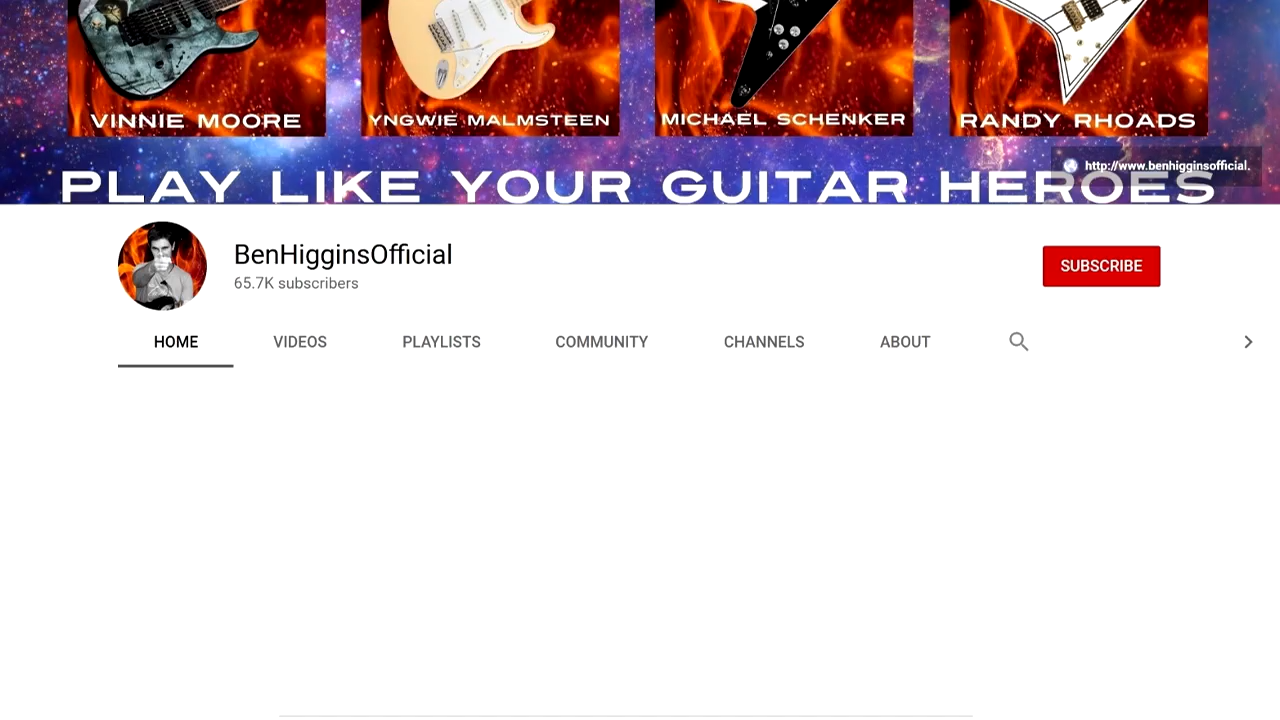 VINNIE MOORE
YNGWIE MALMSTEEN
MICHAEL SCHENKER
RANDY RHOADS
http://www.benhigginsofficial.
PLAY LIKE YOUR GUITAR HEROES
BenHigginsOfficial
65.7K subscribers
SUBSCRIBE
HOME VIDEOS PLAYLISTS COMMUNITY CHANNELS ABOUT